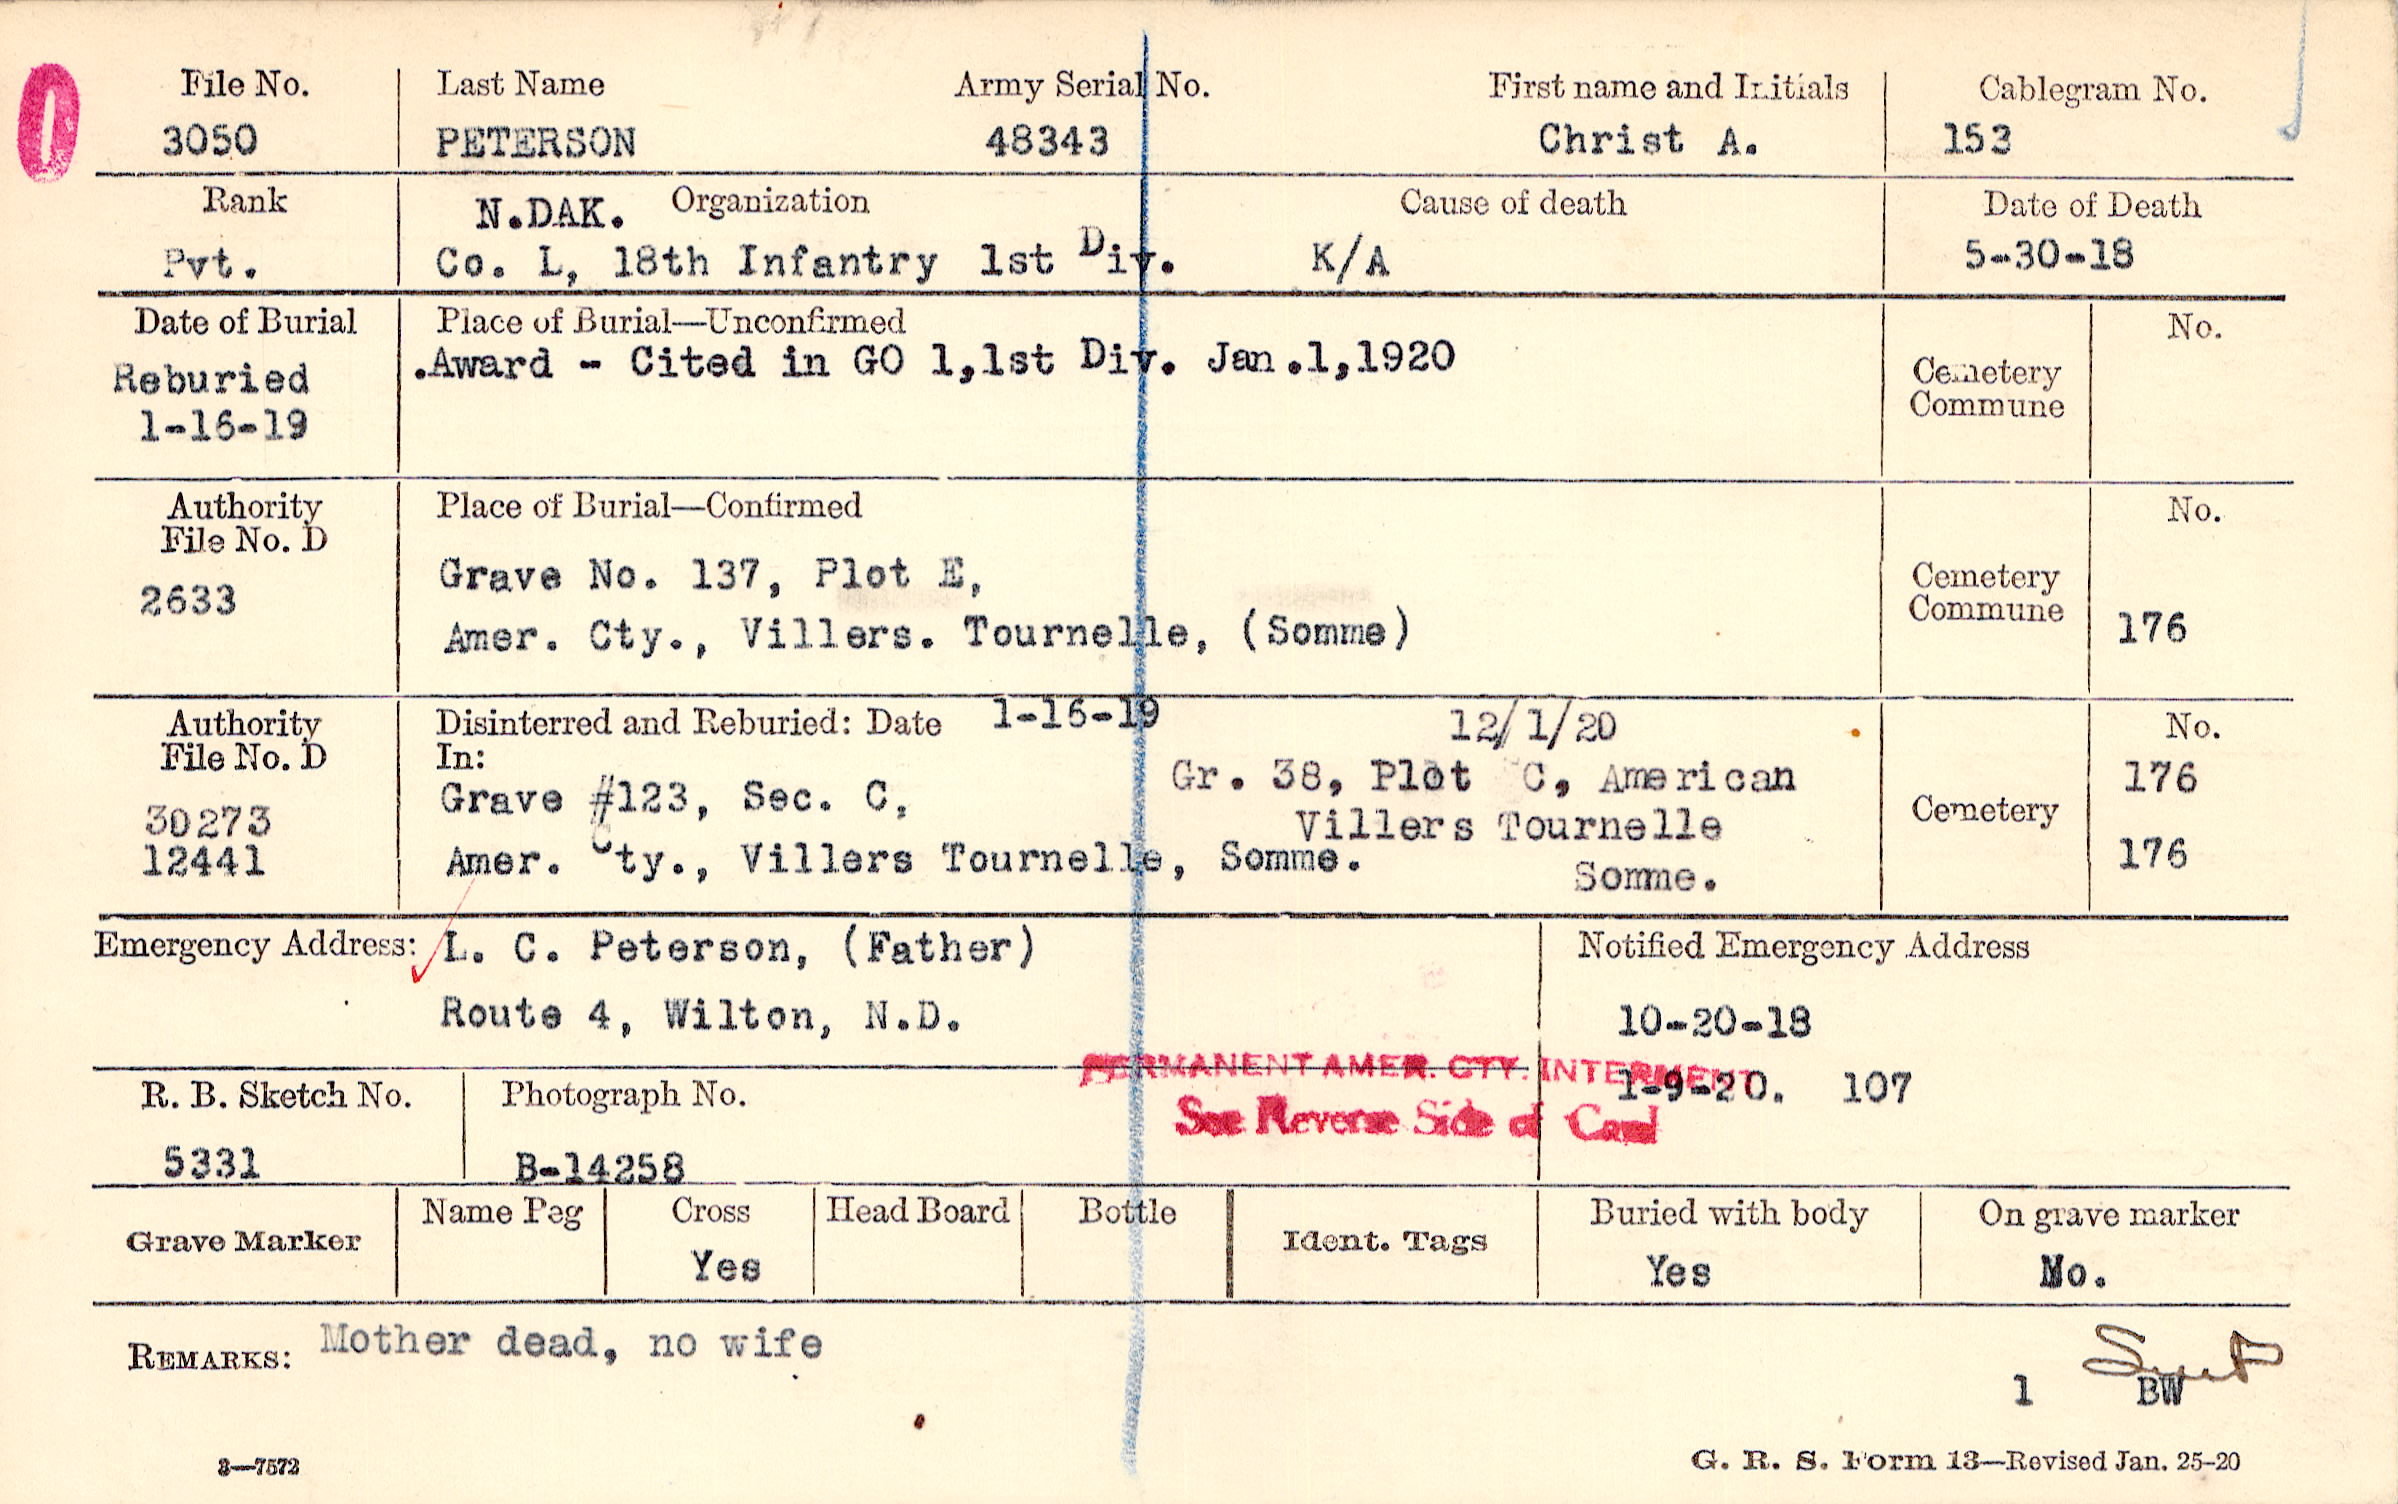 File No. Last Name Army Serial No. First name and Initials Cablegram No.
3050 PETERSON 48343 Christ A. 153
Rank N.DAK. Organization Cause of death Date of Death
Pvt. Co. L, 18th Infantry 1st Div. K/A 5-30-18
Date of Burial Place of Burial—Unconfirmed No.
Reburied .Award - Cited in GO 1,1st Div. Jan.1,1920 Cemetery
1-16-19 Commune
Authority Place of Burial—Confirmed No.
File No. D
2633 Grave No. 137, Plot E, Cemetery
Amer. Cty., Villers. Tournelle, (Somme) Commune 176
Authority Disinterred and Reburied: Date 1-16-19 12/1/20 No.
File No. D In:
Grave #123, Sec. C, Gr. 38, Plot C, American 176
30273 Villers Tournelle Cemetery
12441 Amer. Cty., Villers Tournelle, Somme. Somme. 176
Emergency Address: L. C. Peterson, (Father) Notified Emergency Address
Route 4, Wilton, N.D. 10-20-18
PERMANENT AMER. CTY. INTERMENT
R. B. Sketch No. Photograph No. 1-9-20. 107
See Reverse Side of Card
5331 B-14258
Grave Marker Name Peg Cross Head Board Bottle Ident. Tags Buried with body On grave marker
Yes Yes No.
REMARKS: Mother dead, no wife
1 BW
3—7572 G. R. S. Form 13—Revised Jan. 25-20